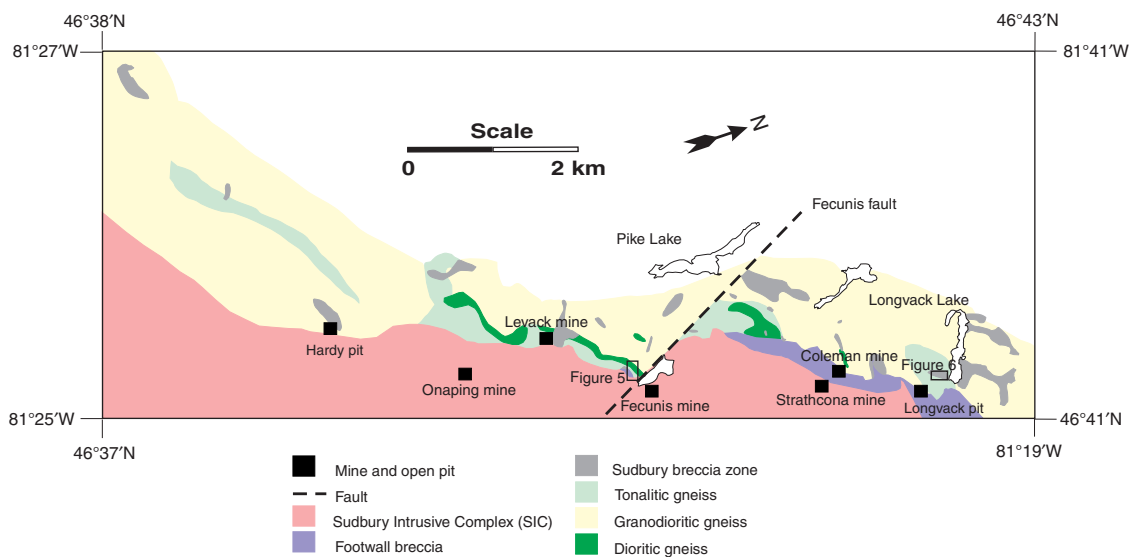 46°38'N
46°43'N
81°27'W
81°41'W
Scale
0
2 km
N
Fecunis fault
Pike Lake
Longvack Lake
Levack mine
Hardy pit
Coleman mine
Figure 6
Figure 5
Onaping mine
Strathcona mine
Fecunis mine
Longvack pit
81°25'W
46°41'N
46°37'N
81°19'W
Mine and open pit
Fault
Sudbury Intrusive Complex (SIC)
Footwall breccia
Sudbury breccia zone
Tonalitic gneiss
Granodioritic gneiss
Dioritic gneiss